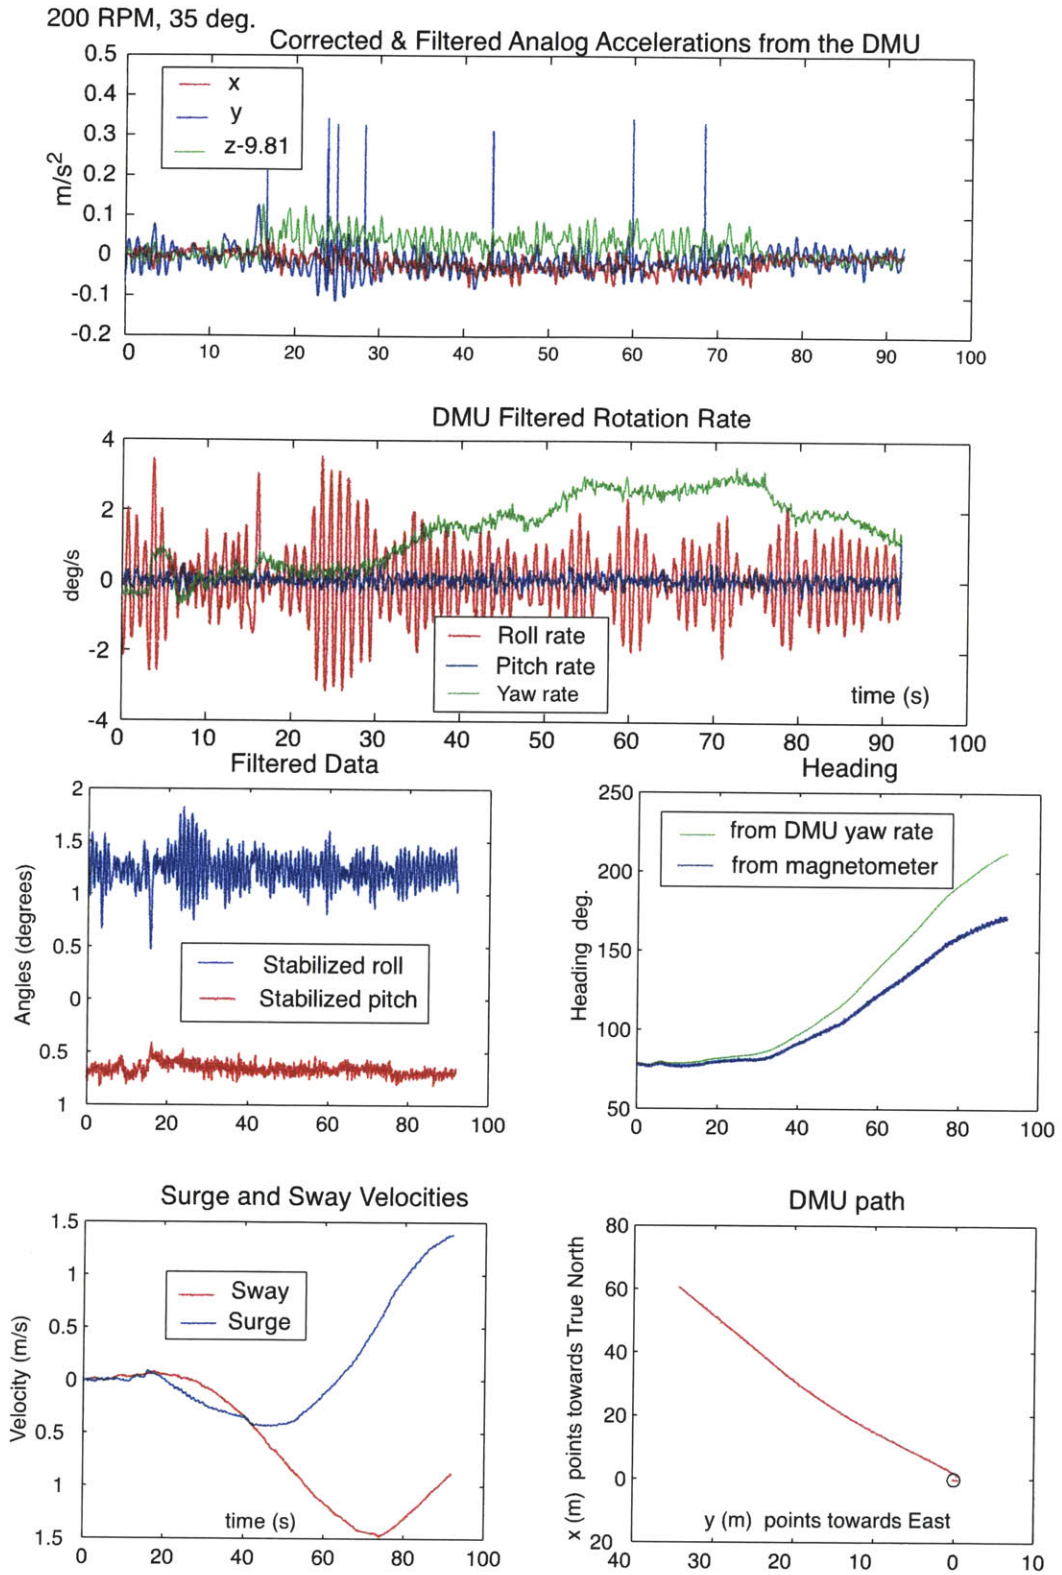 200 RPM, 35 deg.
Corrected & Filtered Analog Accelerations from the DMU
0.5
0.4
0.3
0.2
0.1
0
-0.1
-0.2
m/s2
x
y
z-9.81
0 10 20 30 40 50 60 70 80 90 100
DMU Filtered Rotation Rate
4
2
0
-2
-4
deg/s
Roll rate
Pitch rate
Yaw rate
time (s)
0 10 20 30 40 50 60 70 80 90 100
Filtered Data
2
1.5
1
0.5
0
0.5
1
Angles (degrees)
Stabilized roll
Stabilized pitch
0 20 40 60 80 100
Heading
250
200
150
100
50
Heading deg.
from DMU yaw rate
from magnetometer
0 20 40 60 80 100
Surge and Sway Velocities
1.5
1
0.5
0
0.5
1
1.5
Velocity (m/s)
Sway
Surge
time (s)
0 20 40 60 80 100
DMU path
80
60
40
20
0
20
x (m) points towards True North
y (m) points towards East
40 30 20 10 0 10